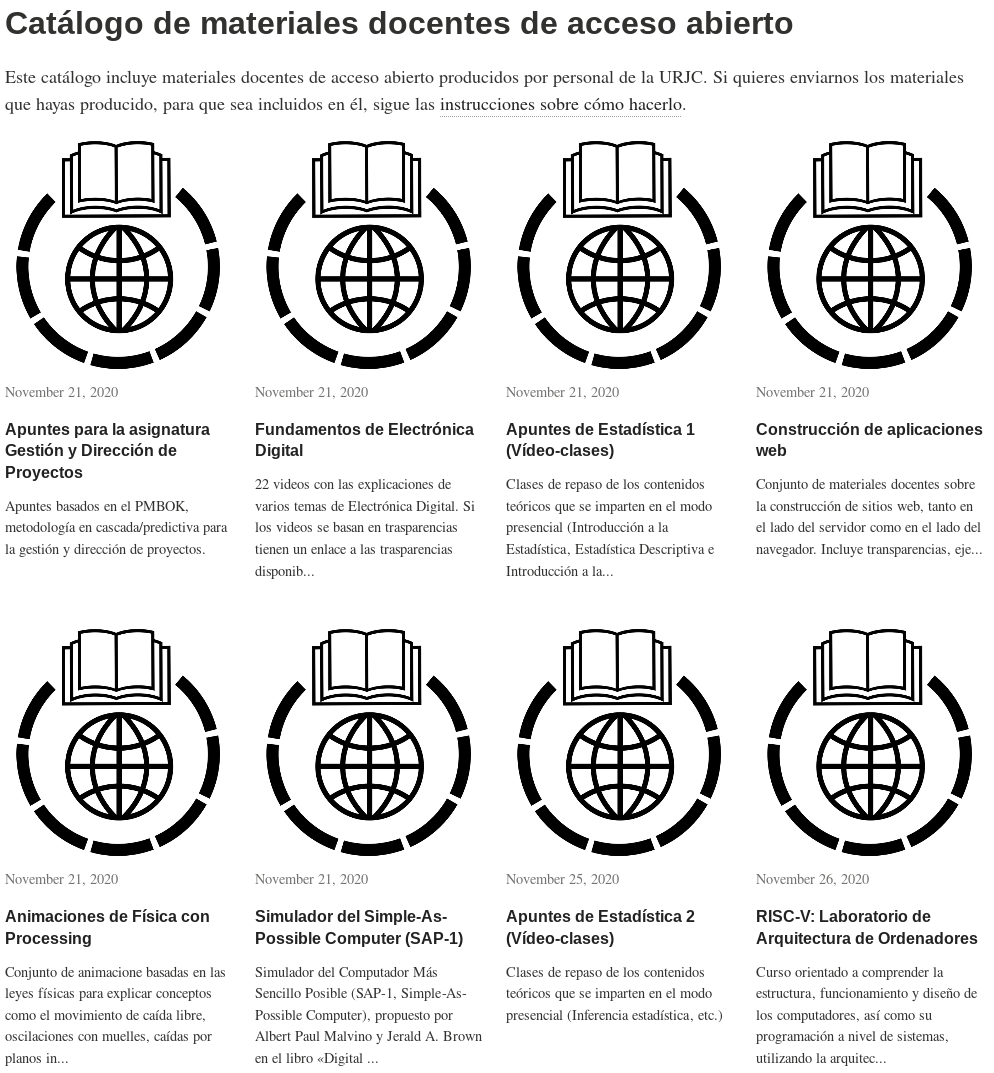 Catálogo de materiales docentes de acceso abierto
Este catálogo incluye materiales docentes de acceso abierto producidos por personal de la URJC. Si quieres enviarnos los materiales
que hayas producido, para que sea incluidos en él, sigue las instrucciones sobre cómo hacerlo.
November 21, 2020
Apuntes para la asignatura
Gestión y Dirección de
Proyectos
Apuntes basados en el PMBOK,
metodología en cascada/predictiva para
la gestión y dirección de proyectos.
November 21, 2020
Fundamentos de Electrónica
Digital
22 videos con las explicaciones de
varios temas de Electrónica Digital. Si
los videos se basan en trasparencias
tienen un enlace a las trasparencias
disponib...
November 21, 2020
Apuntes de Estadística 1
(Vídeo-clases)
Clases de repaso de los contenidos
teóricos que se imparten en el modo
presencial (Introducción a la
Estadística, Estadística Descriptiva e
Introducción a la...
November 21, 2020
Construcción de aplicaciones
web
Conjunto de materiales docentes sobre
la construcción de sitios web, tanto en
el lado del servidor como en el lado del
navegador. Incluye transparencias, eje...
November 21, 2020
Animaciones de Física con
Processing
Conjunto de animacione basadas en las
leyes físicas para explicar conceptos
como el movimiento de caída libre,
oscilaciones con muelles, caídas por
planos in...
November 21, 2020
Simulador del Simple-As-
Possible Computer (SAP-1)
Simulador del Computador Más
Sencillo Posible (SAP-1, Simple-As-
Possible Computer), propuesto por
Albert Paul Malvino y Jerald A. Brown
en el libro «Digital ...
November 25, 2020
Apuntes de Estadística 2
(Vídeo-clases)
Clases de repaso de los contenidos
teóricos que se imparten en el modo
presencial (Inferencia estadística, etc.)
November 26, 2020
RISC-V: Laboratorio de
Arquitectura de Ordenadores
Curso orientado a comprender la
estructura, funcionamiento y diseño de
los computadores, así como su
programación a nivel de sistemas,
utilizando la arquitec...